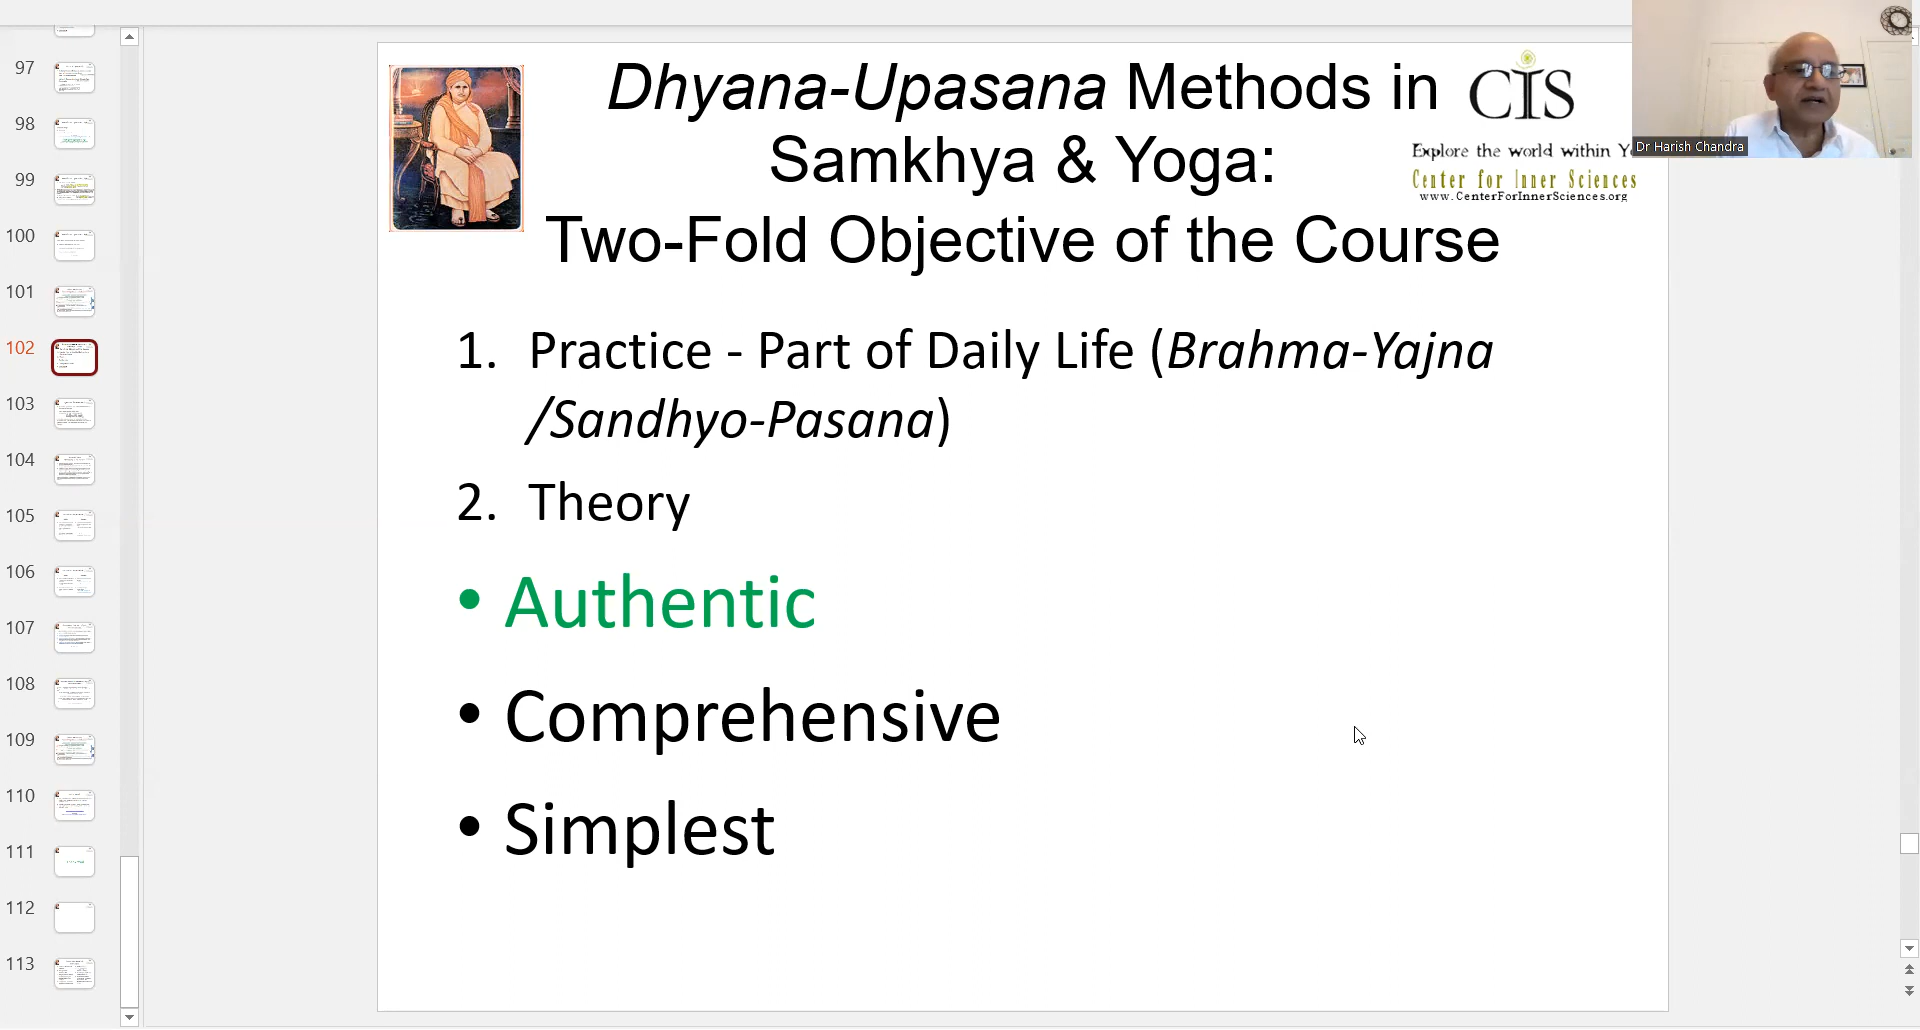 97
98
99
100
101
102
103
104
105
106
107
108
109
110
111
112
113
Dhyana-Upasana Methods in
Samkhya & Yoga:
Two-Fold Objective of the Course
CIS
Explore the world within
Center for Inner Sciences
www.CenterForInnerSciences.org
Dr Harish Chandra
1. Practice - Part of Daily Life (Brahma-Yajna
/Sandhyo-Pasana)
2. Theory
• Authentic
• Comprehensive
• Simplest